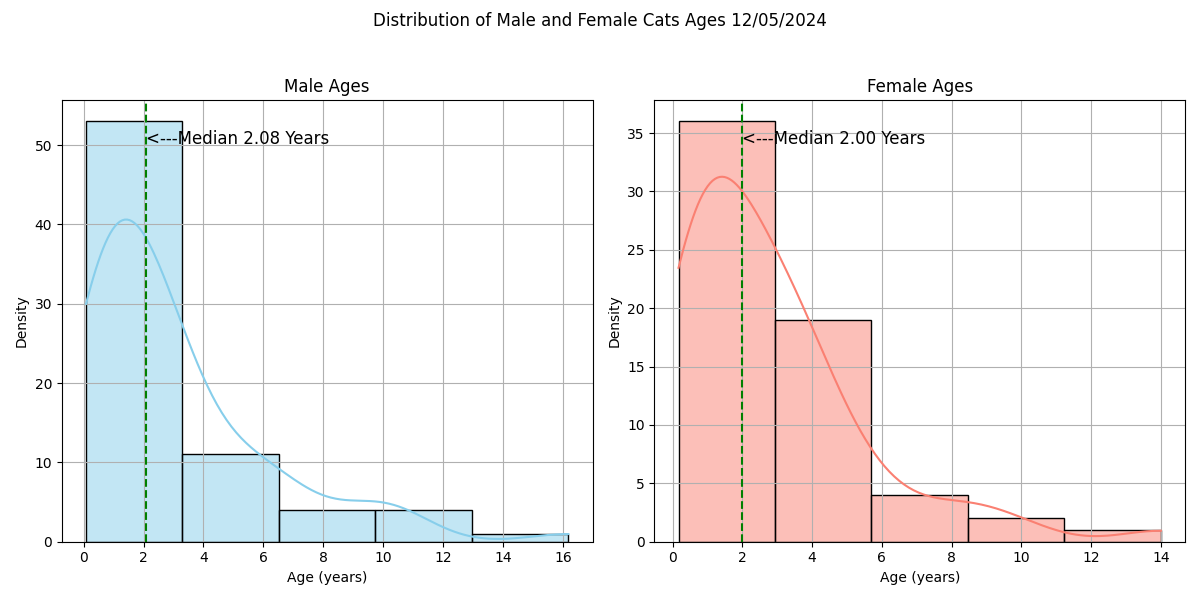 Distribution of Male and Female Cats Ages 12/05/2024
Male Ages
<---Median 2.08 Years
Density
50
40
30
20
10
0
0 2 4 6 8 10 12 14 16
Age (years)
Female Ages
<---Median 2.00 Years
Density
35
30
25
20
15
10
5
0
0 2 4 6 8 10 12 14
Age (years)